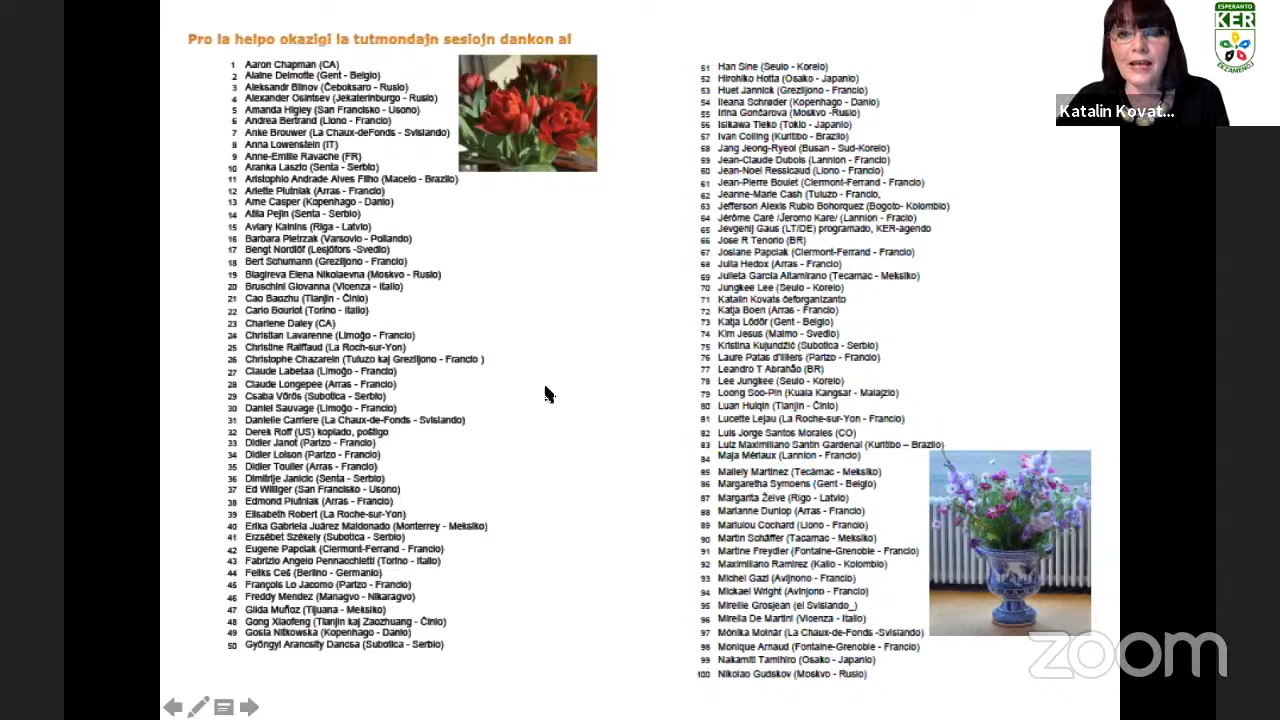 Pro la helpo okazigi la tutmondajn sesiojn dankon al
1 Aaron Chapman (CA)
2 Alaine Delmotte (Gent - Belgio)
3 Aleksandr Blinov (Ĉeboksaro - Rusio)
4 Alexander Osintsev (Jekaterinburgo - Rusio)
5 Amanda Higley (San Francisko - Usono)
6 Andrea Bertrand (Liono - Francio)
7 Anke Brouwer (La Chaux-deFonds - Svislando)
8 Anna Lowenstein (IT)
9 Anne-Emilie Ravache (FR)
10 Aranka Laszlo (Senta - Serbio)
11 Aristophio Andrade Alves Filho (Maceio - Brazilo)
12 Arlette Plutniak (Arras - Francio)
13 Arne Casper (Kopenhago - Danio)
14 Atila Pejin (Senta - Serbio)
15 Aviary Kalnins (Riga - Latvio)
16 Barbara Pietrzak (Varsovio - Pollando)
17 Bengt Nordlöf (Lesjöfors -Svedio)
18 Bert Schumann (Greziljono - Francio)
19 Blagireva Elena Nikolaevna (Moskvo - Rusio)
20 Bruschini Giovanna (Vicenza - Italio)
21 Cao Baozhu (Tianjin - Ĉinio)
22 Carlo Bourlot (Torino - Italio)
23 Charlene Daley (CA)
24 Christian Lavarenne (Limoĝo - Francio)
25 Christine Raiffaud (La Roch-sur-Yon)
26 Christophe Chazarein (Tuluzo kaj Greziljono - Francio )
27 Claude Labetaa (Limoĝo - Francio)
28 Claude Longepee (Arras - Francio)
29 Csaba Vörös (Subotica - Serbio)
30 Daniel Sauvage (Limoĝo - Francio)
31 Danielle Carriere (La Chaux-de-Fonds - Svislando)
32 Derek Roff (US) kopiado, poŝtigo
33 Didier Janot (Parizo - Francio)
34 Didier Loison (Parizo - Francio)
35 Didier Toulier (Arras - Francio)
36 Dimitrije Janicic (Senta - Serbio)
37 Ed Williger (San Francisko - Usono)
38 Edmond Plutniak (Arras - Francio)
39 Elisabeth Robert (La Roche-sur-Yon)
40 Erika Gabriela Juárez Maldonado (Monterrey - Meksiko)
41 Erzsébet Székely (Subotica - Serbio)
42 Eugene Papciak (Clermont-Ferrand - Francio)
43 Fabrizio Angelo Pennacchietti (Torino - Italio)
44 Feliks Ceŝ (Berlino - Germanio)
45 François Lo Jacomo (Parizo - Francio)
46 Freddy Mendez (Managvo - Nikaragvo)
47 Gilda Muñoz (Tijuana - Meksiko)
48 Gong Xiaofeng (Tianjin kaj Zaozhuang - Ĉinio)
49 Gosia Nitkowska (Kopenhago - Danio)
50 Gyöngyi Arancsity Dancsa (Subotica - Serbio)
51 Han Sine (Seulo - Koreio)
52 Hirohiko Hotta (Osako - Japanio)
53 Huet Jannick (Greziljono - Francio)
54 Ileana Schrøder (Kopenhago - Danio)
55 Irina Gonĉarova (Moskvo -Rusio)
56 Isikawa Tieko (Tokio - Japanio)
57 Ivan Colling (Kuritibo - Brazilo)
58 Jang Jeong-Ryeol (Busan - Sud-Koreio)
59 Jean-Claude Dubois (Lannion - Francio)
60 Jean-Noel Ressicaud (Liono - Francio)
61 Jean-Pierre Boulet (Clermont-Ferrand - Francio)
62 Jeanne-Marie Cash (Tuluzo - Francio,
63 Jefferson Alexis Rubio Bohorquez (Bogoto- Kolombio)
64 Jérôme Caré /Jeromo Kare/ (Lannion - Fracio)
65 Jevgenij Gaus (LT/DE) programado, KER-agendo
66 Jose R Tenorio (BR)
67 Josiane Papciak (Clermont-Ferrand - Francio)
68 Julia Hedox (Arras - Francio)
69 Julieta Garcia Altamirano (Tecamac - Meksiko)
70 Jungkee Lee (Seulo - Koreio)
71 Katalin Kovats ĉeforganizanto
72 Katja Boen (Arras - Francio)
73 Katja Lödör (Gent - Belgio)
74 Kim Jesus (Malmo - Svedio)
75 Kristina Kujundžić (Subotica - Serbio)
76 Laure Patas d'Illiers (Parizo - Francio)
77 Leandro T Abrahão (BR)
78 Lee Jungkee (Seulo - Koreio)
79 Loong Soo-Pin (Kuala Kangsar - Malajzio)
80 Luan Huiqin (Tianjin - Ĉinio)
81 Lucette Lejau (La Roche-sur-Yon - Francio)
82 Luis Jorge Santos Morales (CO)
83 Luiz Maximiliano Santin Gardenal (Kuritibo – Brazilo)
84 Maja Mériaux (Lannion - Francio)
85 Mallely Martinez (Tecámac - Meksiko)
86 Margaretha Symoens (Gent - Belgio)
87 Margarita Želve (Rigo - Latvio)
88 Marianne Dunlop (Arras - Francio)
89 Marlulou Cochard (Liono - Francio)
90 Martin Schäffer (Tacamac - Meksiko)
91 Martine Freydier (Fontaine-Grenoble - Francio)
92 Maximiliano Ramirez (Kalio - Kolombio)
93 Michel Gazi (Avijnono - Francio)
94 Mickael Wright (Avinjono - Francio)
95 Mireille Grosjean (el Svislando_)
96 Mirella De Martini (Vicenza - Italio)
97 Mónika Molnár (La Chaux-de-Fonds -Svislando)
98 Monique Arnaud (Fontaine-Grenoble - Francio)
99 Nakamiti Tamihiro (Osako - Japanio)
100 Nikolao Gudskov (Moskvo - Rusio)
ESPERANTO
KER
EKZAMENOJ
Katalin Kovat...
zoom